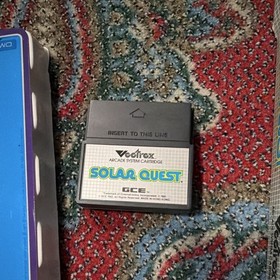 INSERT TO THIS LINE
Vectrex
ARCADE SYSTEM CARTRIDGE
SOLAR QUEST
GCE